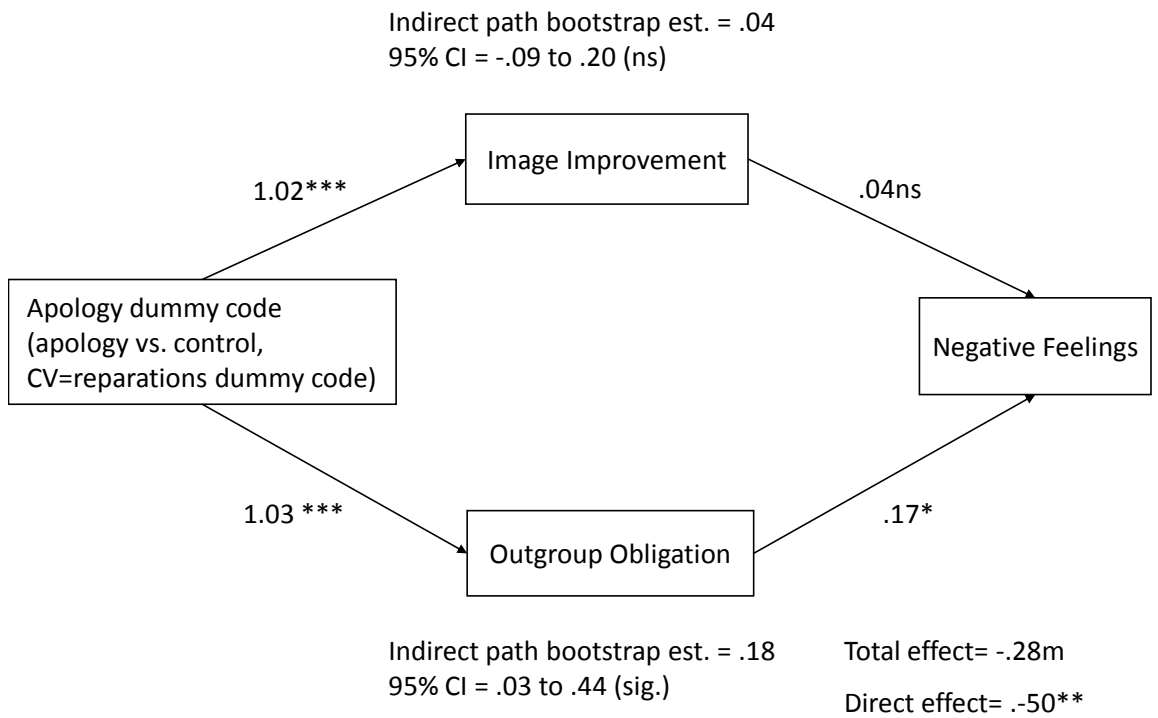 Indirect path bootstrap est. = .04
95% CI = -.09 to .20 (ns)
Image Improvement
1.02***
.04ns
Apology dummy code
(apology vs. control,
CV=reparations dummy code)
Negative Feelings
1.03 ***
.17*
Outgroup Obligation
Indirect path bootstrap est. = .18
95% CI = .03 to .44 (sig.)
Total effect= -.28m
Direct effect= .-50**